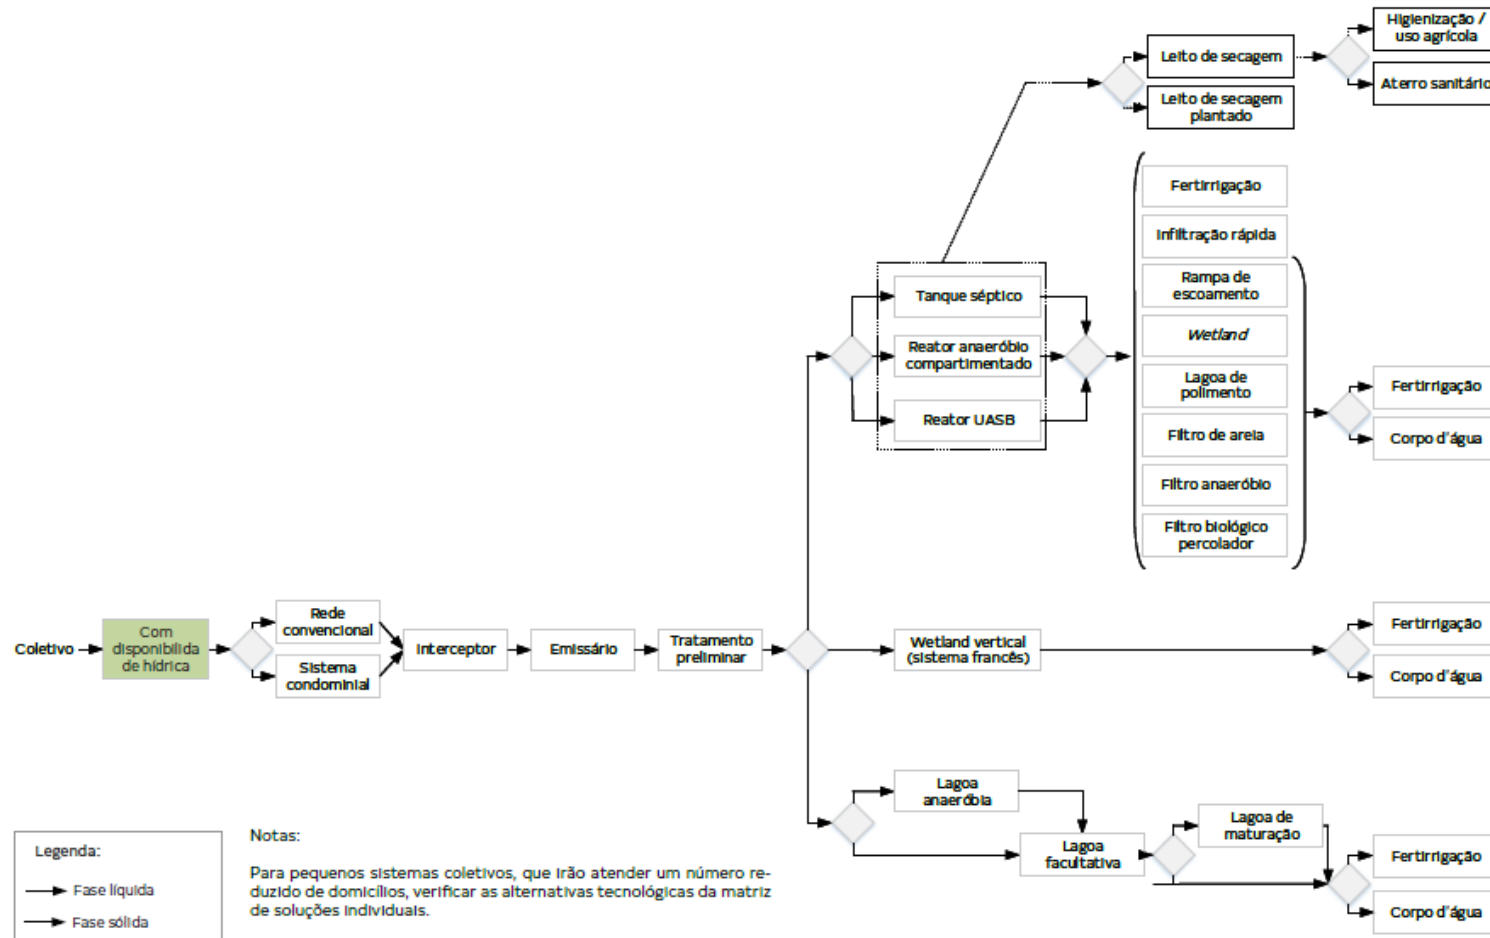 Higienização /
uso agrícola
Leito de secagem
Aterro sanitário
Leito de secagem
plantado
Fertirrigação
Infiltração rápida
Rampa de
escoamento
Wetland
Lagoa de
polimento
Filtro de areia
Filtro anaeróbio
Filtro biológico
percolador
Tanque séptico
Reator anaeróbio
compartimentado
Reator UASB
Fertirrigação
Corpo d'água
Coletivo
Com
disponibilida
de hídrica
Rede
convencional
Sistema
condominial
Interceptor
Emissário
Tratamento
preliminar
Wetland vertical
(sistema francês)
Fertirrigação
Corpo d'água
Lagoa
anaeróbia
Lagoa
facultativa
Lagoa de
maturação
Fertirrigação
Corpo d'água
Legenda:
Fase líquida
Fase sólida
Notas:
Para pequenos sistemas coletivos, que irão atender um número re-
duzido de domicílios, verificar as alternativas tecnológicas da matriz
de soluções individuais.